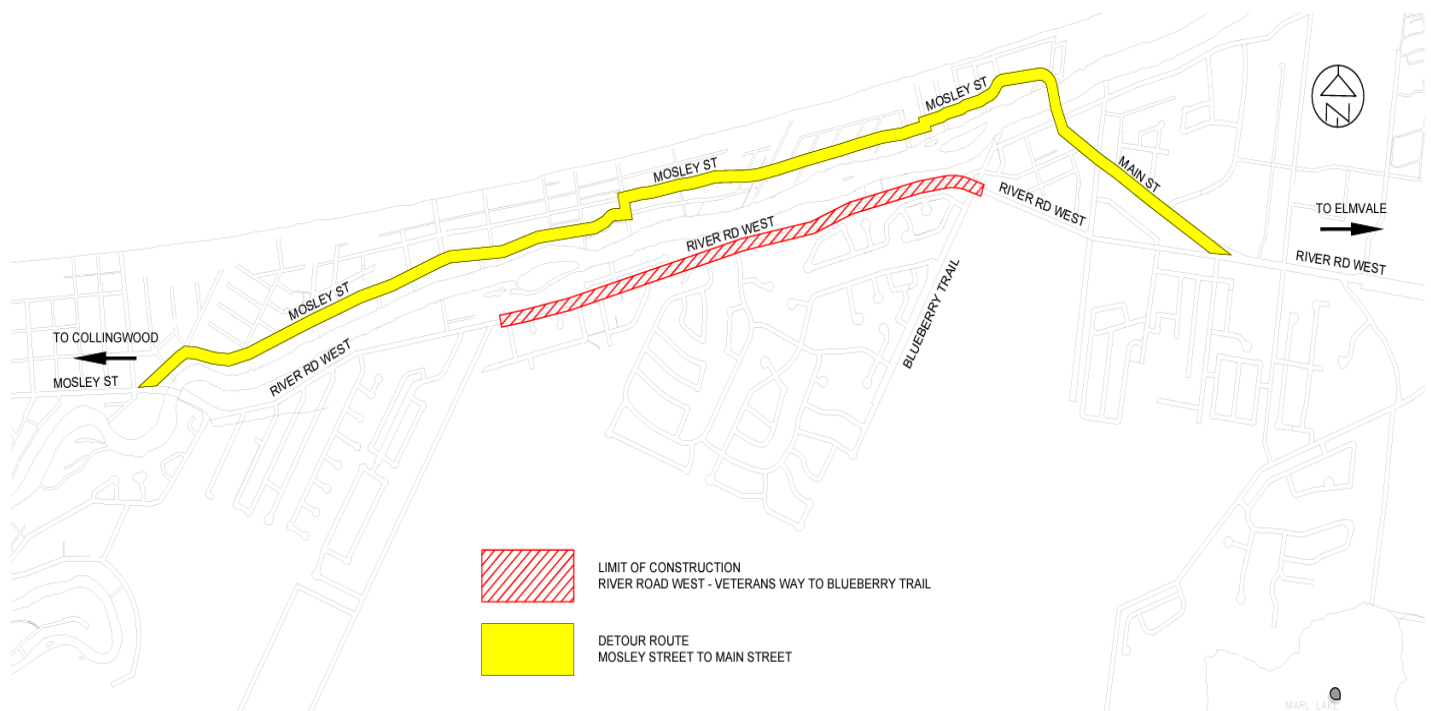 MOSLEY ST
MAIN ST
MOSLEY ST
RIVER RD WEST
TO ELMVALE
RIVER RD WEST
RIVER RD WEST
MOSLEY ST
BLUEBERRY TRAIL
TO COLLINGWOOD
RIVER RD WEST
MOSLEY ST
N
LIMIT OF CONSTRUCTION
RIVER ROAD WEST - VETERANS WAY TO BLUEBERRY TRAIL
DETOUR ROUTE
MOSLEY STREET TO MAIN STREET
MARL LAKE